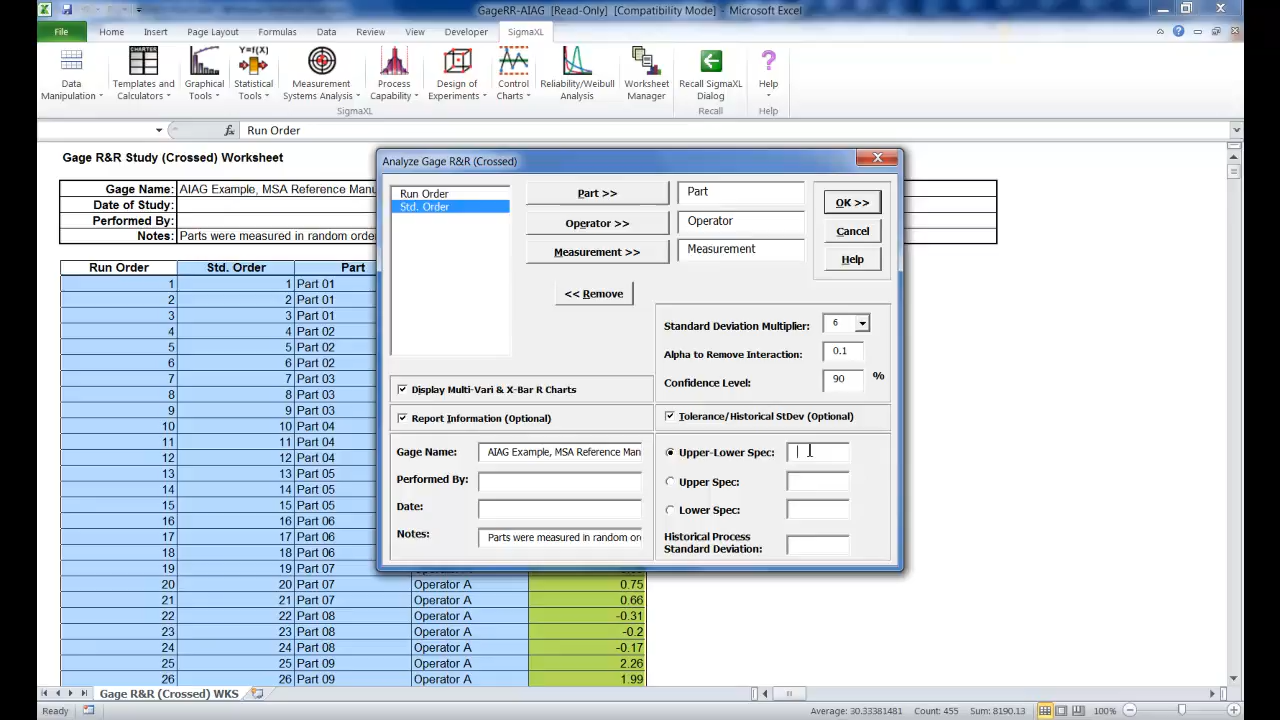 GageRR-AIAG [Read-Only] [Compatibility Mode] - Microsoft Excel
File Home Insert Page Layout Formulas Data Review View Developer SigmaXL
Data Manipulation
Templates and Calculators
Graphical Tools
Statistical Tools
Measurement Systems Analysis
Process Capability
Design of Experiments
Control Charts
Reliability/Weibull Analysis
Worksheet Manager
Recall SigmaXL Dialog
Help
SigmaXL Recall Help
fx Run Order
Gage R&R Study (Crossed) Worksheet
Gage Name: AIAG Example, MSA Reference Manu
Date of Study:
Performed By:
Notes: Parts were measured in random order
Run Order Std. Order Part
1 1 Part 01
2 2 Part 01
3 3 Part 01
4 4 Part 02
5 5 Part 02
6 6 Part 02
7 7 Part 03
8 8 Part 03
9 9 Part 03
10 10 Part 04
11 11 Part 04
12 12 Part 04
13 13 Part 05
14 14 Part 05
15 15 Part 05
16 16 Part 06
17 17 Part 06
18 18 Part 06
19 19 Part 07
20 20 Part 07 Operator A 0.75
21 21 Part 07 Operator A 0.66
22 22 Part 08 Operator A -0.31
23 23 Part 08 Operator A -0.2
24 24 Part 08 Operator A -0.17
25 25 Part 09 Operator A 2.26
26 26 Part 09 Operator A 1.99
Analyze Gage R&R (Crossed)
Run Order
Std. Order
Part >> Part
Operator >> Operator
Measurement >> Measurement
<< Remove
OK >>
Cancel
Help
Standard Deviation Multiplier: 6
Alpha to Remove Interaction: 0.1
Confidence Level: 90 %
Display Multi-Vari & X-Bar R Charts
Report Information (Optional)
Tolerance/Historical StDev (Optional)
Gage Name: AIAG Example, MSA Reference Man
Performed By:
Date:
Notes: Parts were measured in random ord
Upper-Lower Spec:
Upper Spec:
Lower Spec:
Historical Process
Standard Deviation:
Gage R&R (Crossed) WKS
Ready Average: 30.33381481 Count: 455 Sum: 8190.13 100%